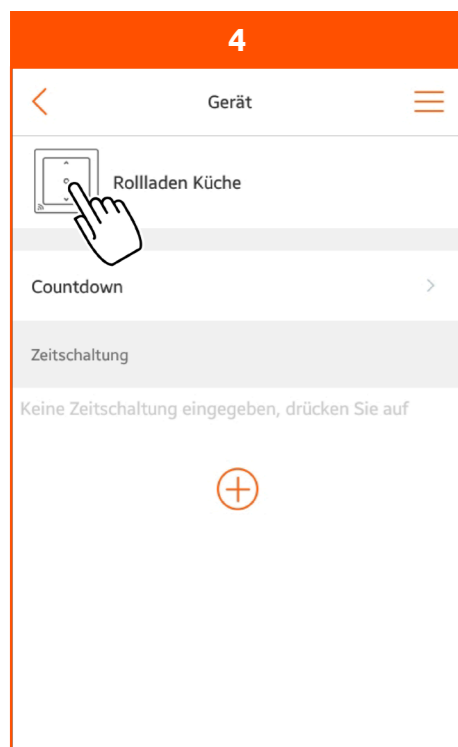 4
Gerät
Rollladen Küche
Countdown
Zeitschaltung
Keine Zeitschaltung eingegeben, drücken Sie auf